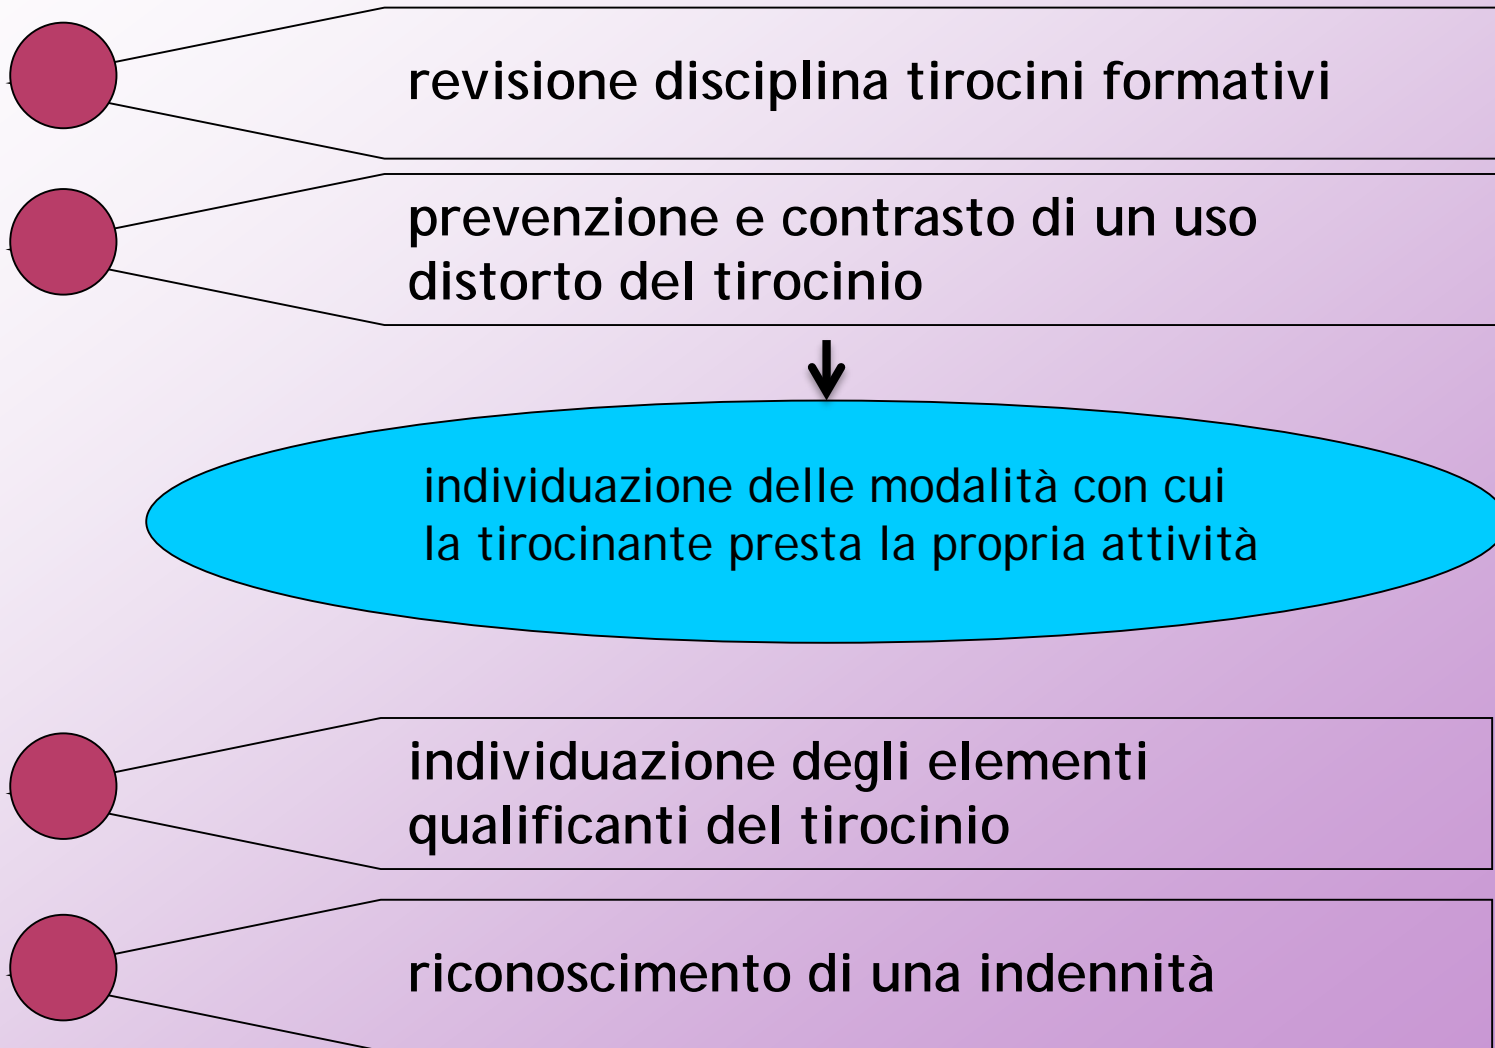 revisione disciplina tirocini formativi
prevenzione e contrasto di un uso
distorto del tirocinio
individuazione delle modalità con cui
la tirocinante presta la propria attività
individuazione degli elementi
qualificanti del tirocinio
riconoscimento di una indennità